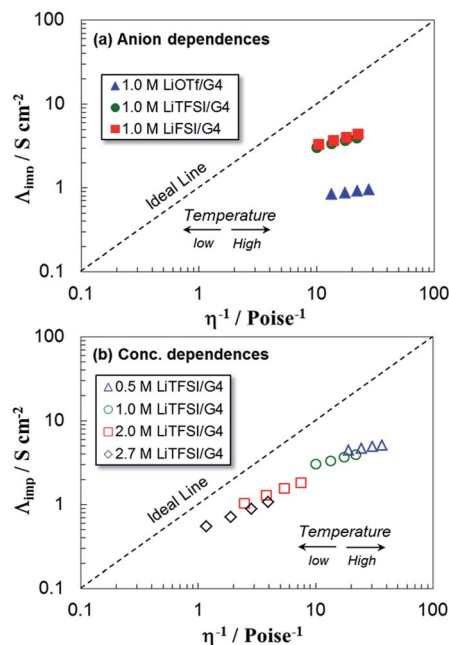 100
(a) Anion dependences
1.0 M LiOTf/G4
1.0 M LiTFSI/G4
1.0 M LiFSI/G4
10
Λimp / S cm-2
1
Ideal Line
Temperature
low High
0.1
0.1 1 10 100
η-1 / Poise-1
100
(b) Conc. dependences
0.5 M LiTFSI/G4
1.0 M LiTFSI/G4
2.0 M LiTFSI/G4
2.7 M LiTFSI/G4
10
Λimp / S cm-2
1
Ideal Line
Temperature
low High
0.1
0.1 1 10 100
η-1 / Poise-1